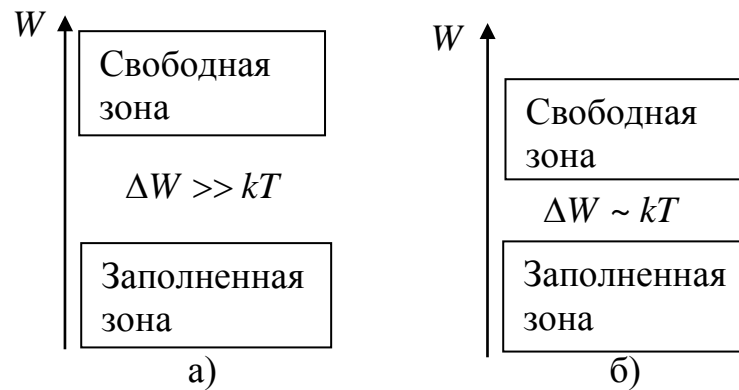 W
Свободная
зона
ΔW >> kT
Заполненная
зона
а)
W
Свободная
зона
ΔW ~ kT
Заполненная
зона
б)